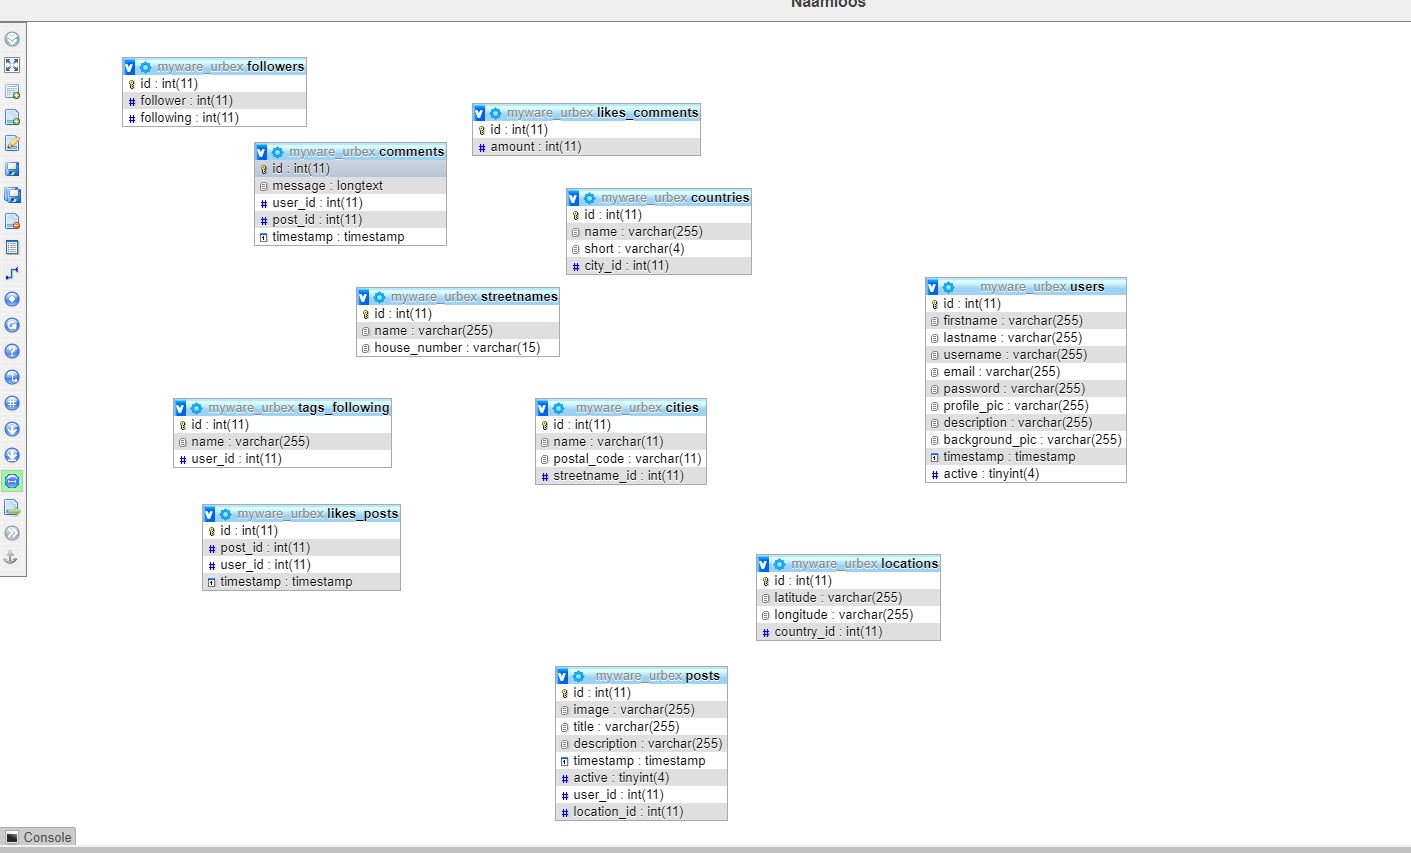 Naamloos
myware_urbex followers
id : int(11)
follower : int(11)
following : int(11)
myware_urbex likes_comments
id : int(11)
amount : int(11)
myware_urbex comments
id : int(11)
message : longtext
user_id : int(11)
post_id : int(11)
timestamp : timestamp
myware_urbex countries
id : int(11)
name : varchar(255)
short : varchar(4)
city_id : int(11)
myware_urbex users
id : int(11)
firstname : varchar(255)
lastname : varchar(255)
username : varchar(255)
email : varchar(255)
password : varchar(255)
profile_pic : varchar(255)
description : varchar(255)
background_pic : varchar(255)
timestamp : timestamp
active : tinyint(4)
myware_urbex streetnames
id : int(11)
name : varchar(255)
house_number : varchar(15)
myware_urbex tags_following
id : int(11)
name : varchar(255)
user_id : int(11)
myware_urbex cities
id : int(11)
name : varchar(11)
postal_code : varchar(11)
streetname_id : int(11)
myware_urbex likes_posts
id : int(11)
post_id : int(11)
user_id : int(11)
timestamp : timestamp
myware_urbex locations
id : int(11)
latitude : varchar(255)
longitude : varchar(255)
country_id : int(11)
myware_urbex posts
id : int(11)
image : varchar(255)
title : varchar(255)
description : varchar(255)
timestamp : timestamp
active : tinyint(4)
user_id : int(11)
location_id : int(11)
Console